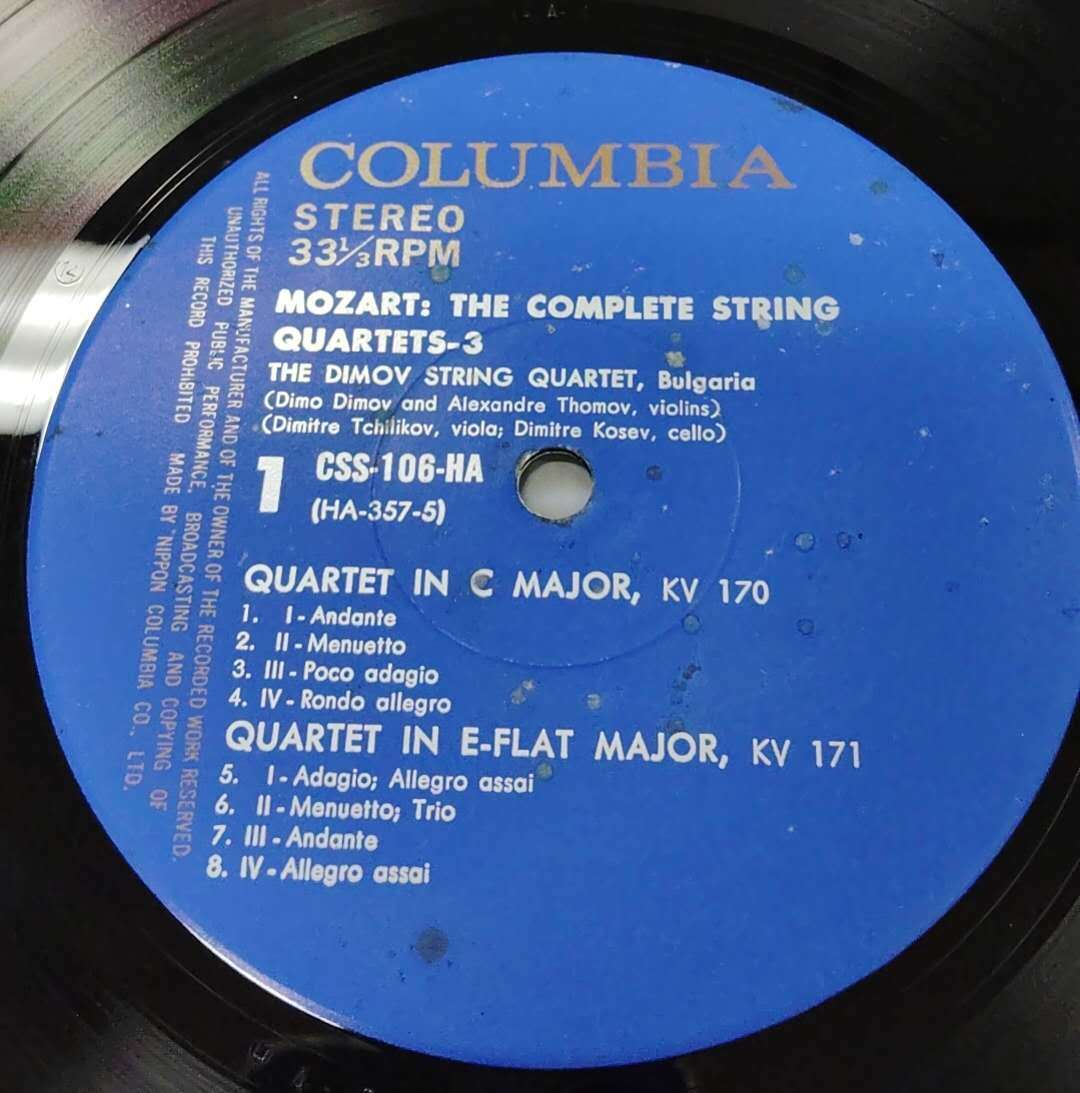 COLUMBIA
STEREO
33⅓RPM
MOZART: THE COMPLETE STRING
QUARTETS-3
THE DIMOV STRING QUARTET, Bulgaria
(Dimo Dimov and Alexandre Thomov, violins)
(Dimitre Tchilikov, viola; Dimitre Kosev, cello)
1 CSS-106-HA
(HA-357-5)
QUARTET IN C MAJOR, KV 170
1. I-Andante
2. II-Menuetto
3. III-Poco adagio
4. IV-Rondo allegro
QUARTET IN E-FLAT MAJOR, KV 171
5. I-Adagio; Allegro assai
6. II-Menuetto; Trio
7. III-Andante
8. IV-Allegro assai
ALL RIGHTS OF THE MANUFACTURER AND OF THE OWNER OF THE RECORDED WORK RESERVED.
UNAUTHORIZED PUBLIC PERFORMANCE, BROADCASTING AND COPYING OF
THIS RECORD PROHIBITED MADE BY NIPPON COLUMBIA CO., LTD.